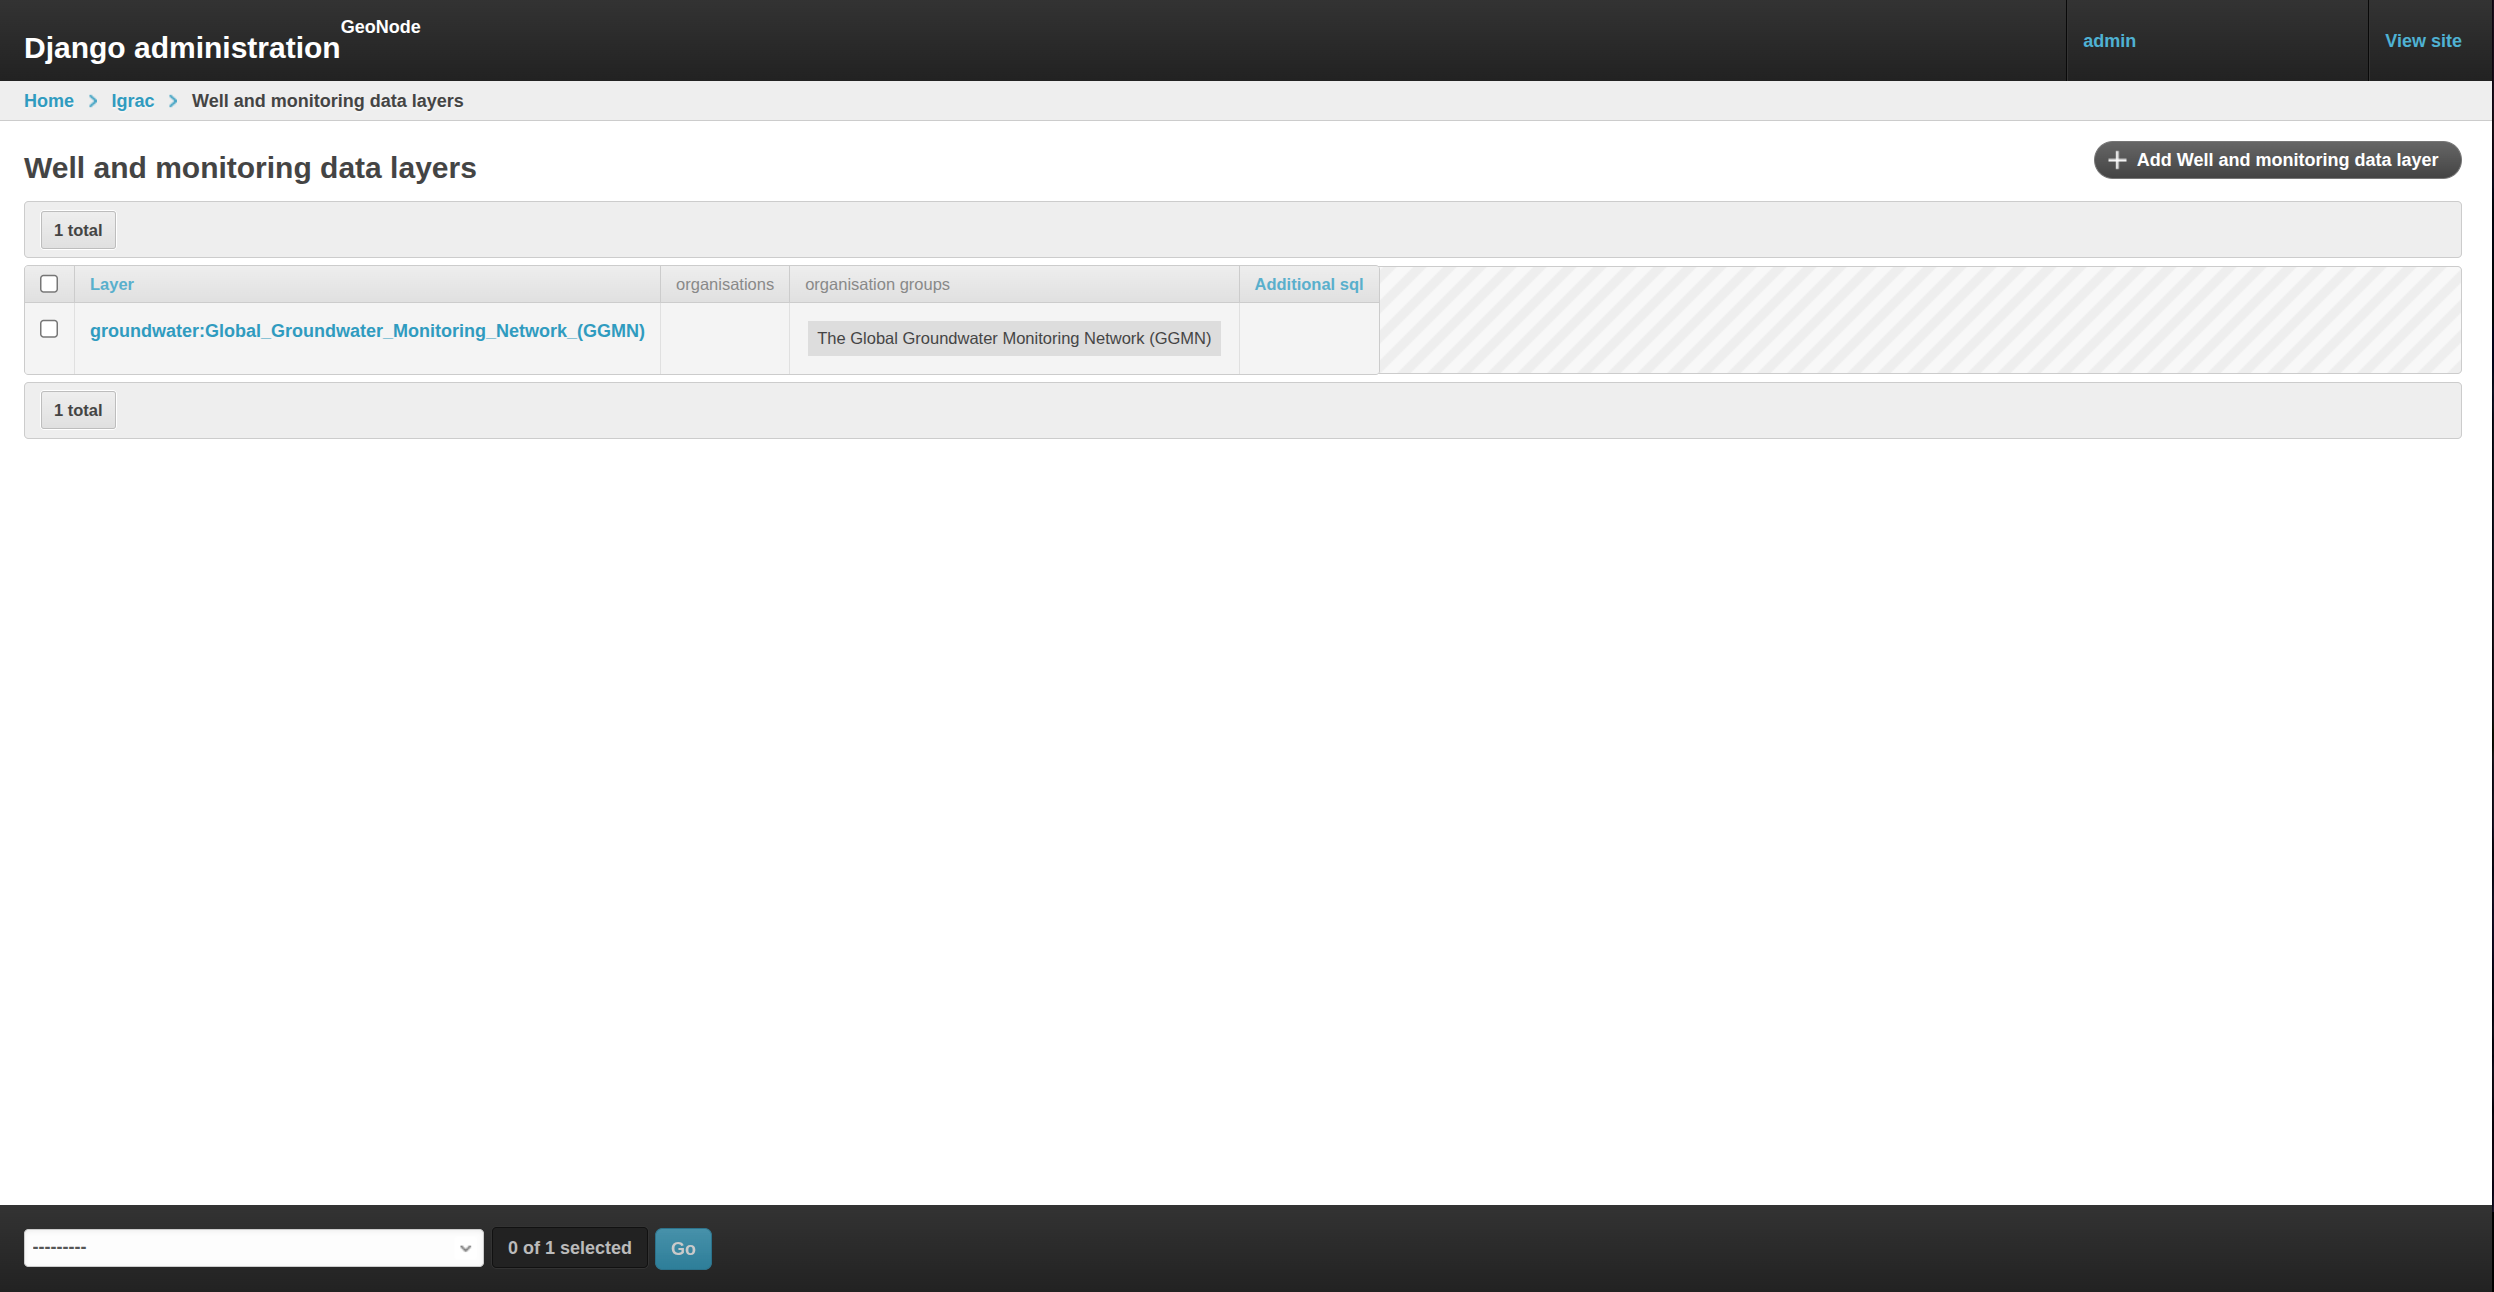 Django administration GeoNode
admin
View site
Home Igrac Well and monitoring data layers
Well and monitoring data layers
Add Well and monitoring data layer
1 total
Layer organisations organisation groups Additional sql
groundwater:Global_Groundwater_Monitoring_Network_(GGMN) The Global Groundwater Monitoring Network (GGMN)
1 total
--------- 0 of 1 selected Go